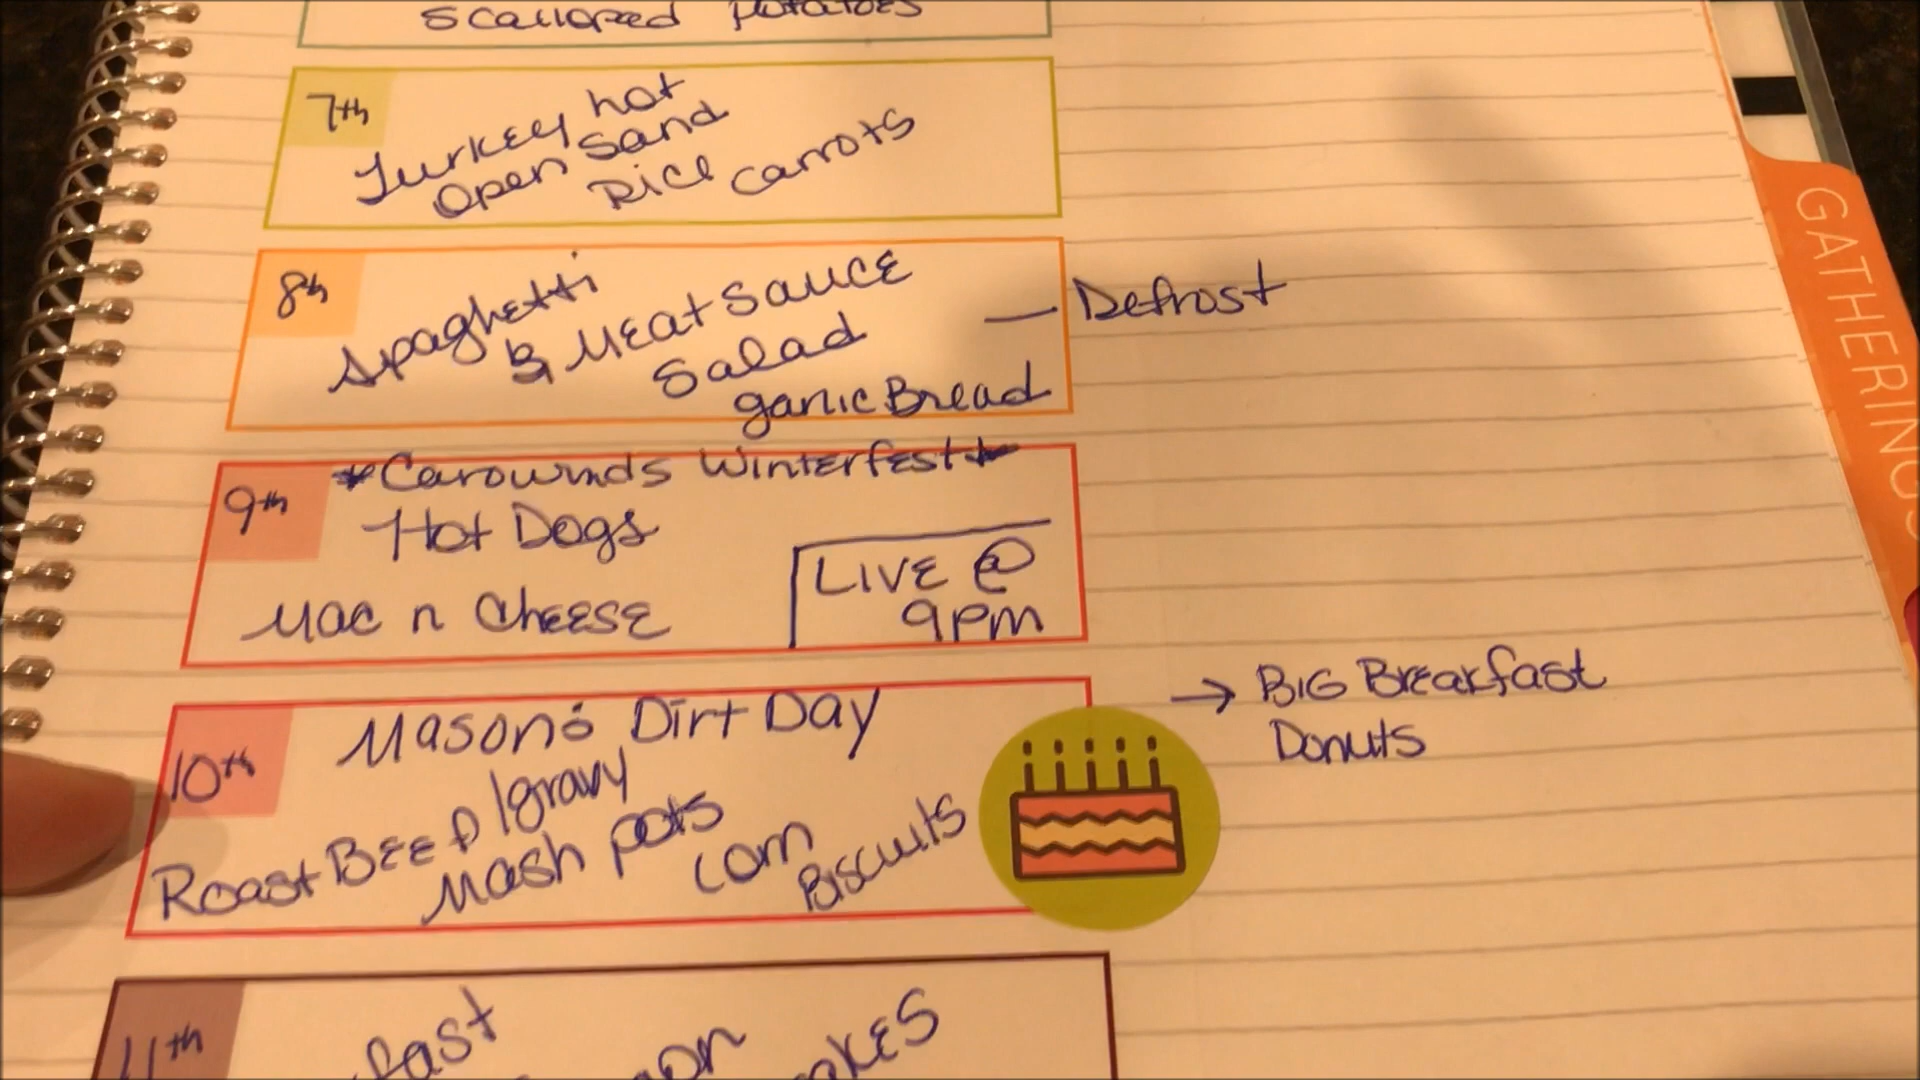 scalloped potatoes
7th
Turkey hot
Open Sand
Rice Carrots
8th
Spaghetti
& Meat Sauce
Salad
garlic Bread
— Defrost
9th
*Carowinds Winterfest*
Hot Dogs
Mac n Cheese
LIVE @
9pm
10th
Mason's Dirt Day
Roast Beef /gravy
Mash pots
Corn
Biscuits
→ BIG Breakfast
Donuts
11th
GATHERINGS